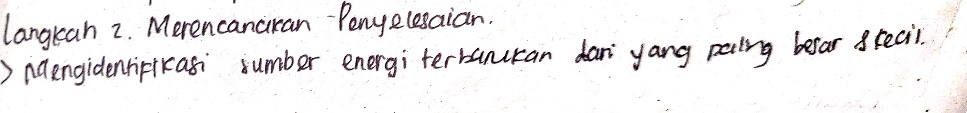 Langkah 2. Merencanakan Penyelesaian.
> Mengidentifikasi sumber energi terbarukan dari yang paling besar & kecil.